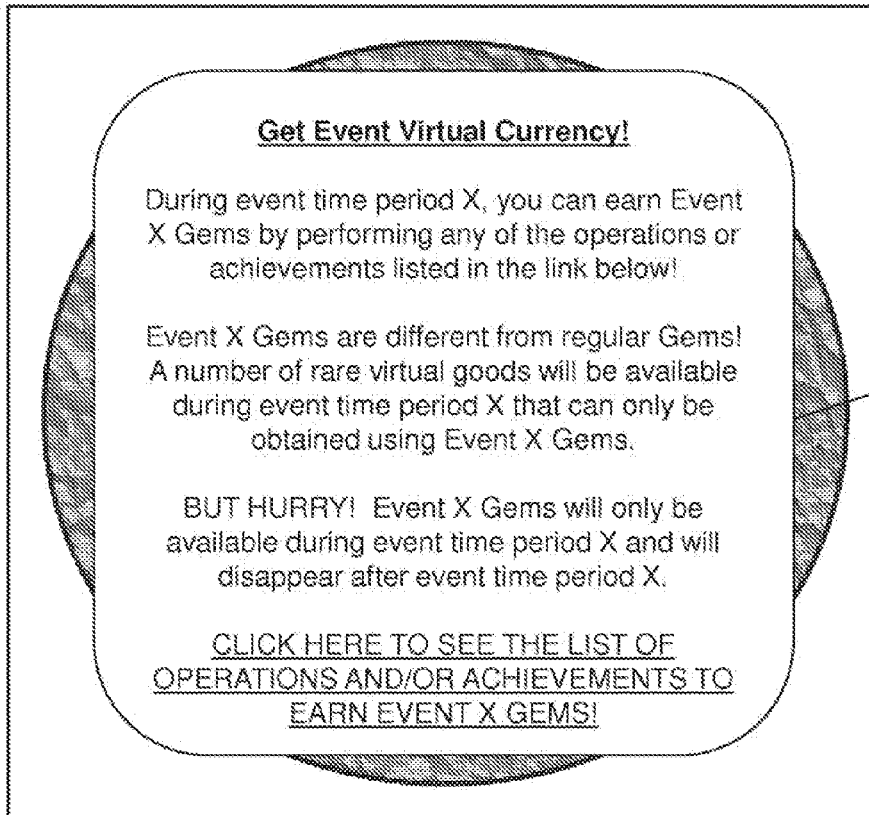 Get Event Virtual Currency!
During event time period X, you can earn Event
X Gems by performing any of the operations or
achievements listed in the link below!
Event X Gems are different from regular Gems!
A number of rare virtual goods will be available
during event time period X that can only be
obtained using Event X Gems.
BUT HURRY!  Event X Gems will only be
available during event time period X and will
disappear after event time period X.
CLICK HERE TO SEE THE LIST OF
OPERATIONS AND/OR ACHIEVEMENTS TO
EARN EVENT X GEMS!